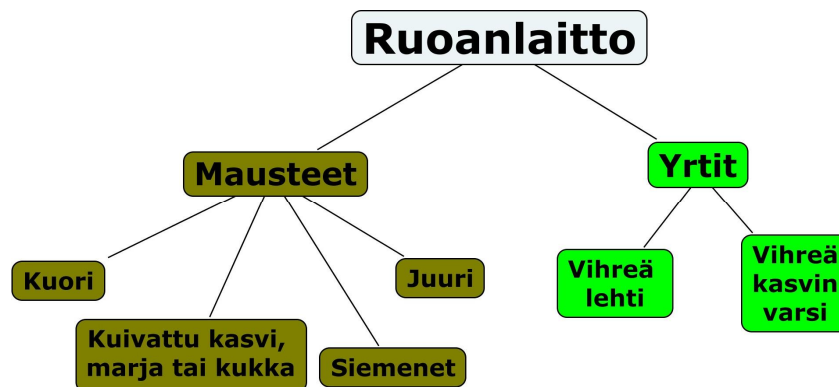 Ruoanlaitto
Mausteet
Yrtit
Kuori
Kuivattu kasvi,
marja tai kukka
Siemenet
Juuri
Vihreä
lehti
Vihreä
kasvin
varsi